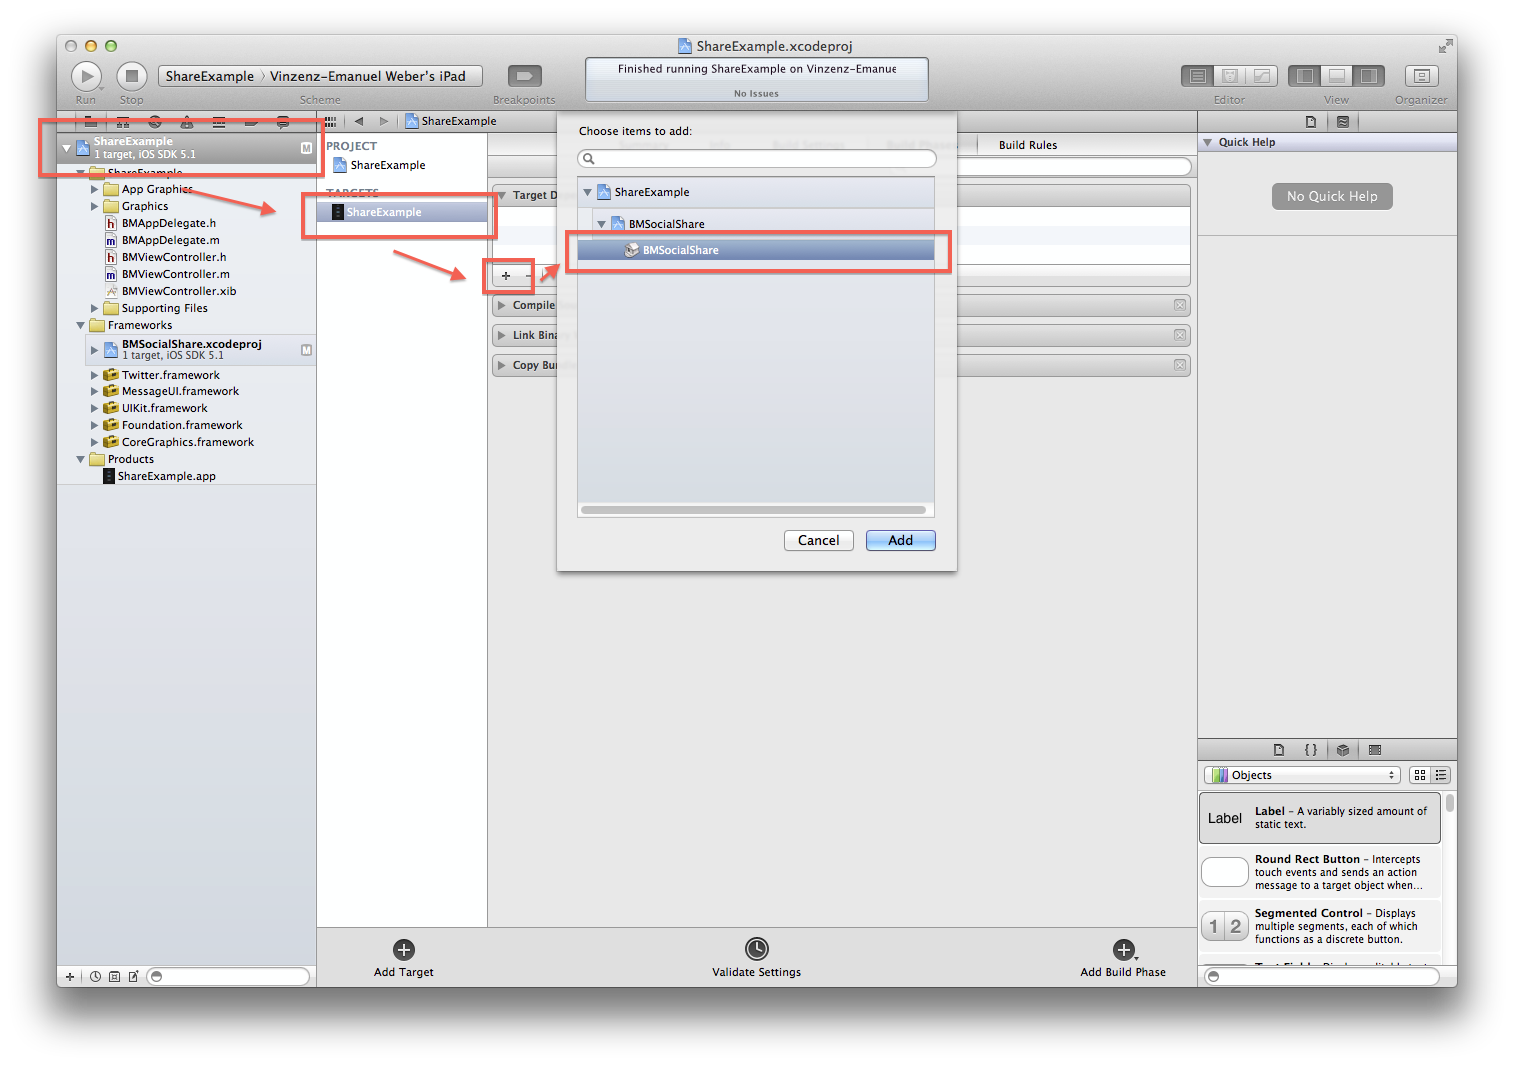 ShareExample.xcodeproj
ShareExample
Vinzenz-Emanuel Weber's iPad
Finished running ShareExample on Vinzenz-Emanue
No Issues
Run
Stop
Scheme
Breakpoints
Editor
View
Organizer
ShareExample
1 target, iOS SDK 5.1
M
ShareExample
App Graphics
Graphics
BMAppDelegate.h
BMAppDelegate.m
BMViewController.h
BMViewController.m
BMViewController.xib
Supporting Files
Frameworks
BMSocialShare.xcodeproj
1 target, iOS SDK 5.1
M
Twitter.framework
MessageUI.framework
UIKit.framework
Foundation.framework
CoreGraphics.framework
Products
ShareExample.app
ShareExample
PROJECT
ShareExample
TARGETS
ShareExample
Build Rules
Target D
Compile
Link Binary
Copy Bu
Choose items to add:
ShareExample
BMSocialShare
BMSocialShare
Cancel
Add
Add Target
Validate Settings
Add Build Phase
Quick Help
No Quick Help
Objects
Label
Label – A variably sized amount of
static text.
Round Rect Button – Intercepts
touch events and sends an action
message to a target object when...
1 2
Segmented Control – Displays
multiple segments, each of which
functions as a discrete button.